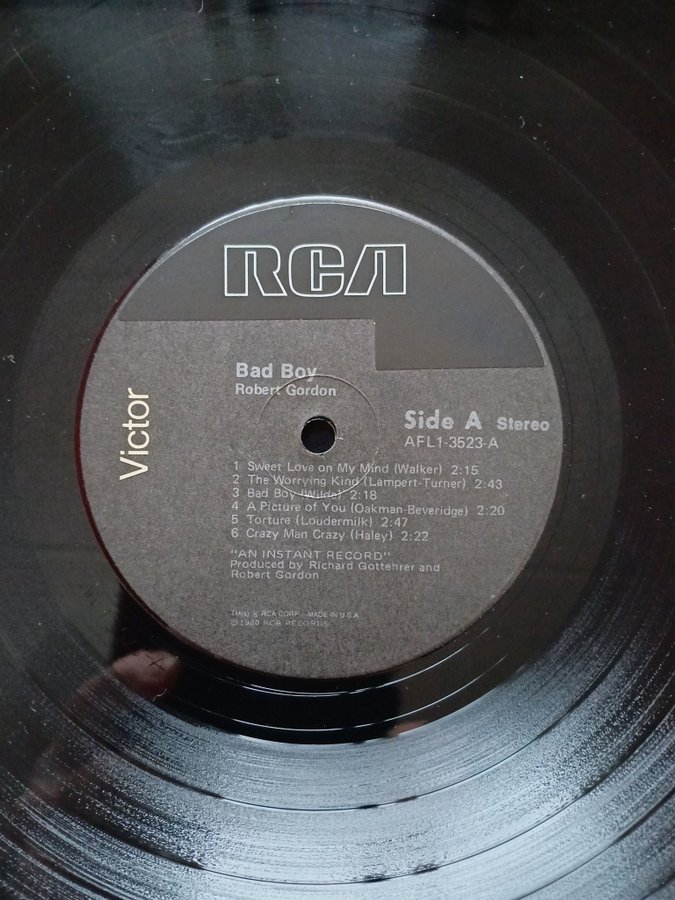 RCA
Victor
Bad Boy
Robert Gordon
Side A Stereo
AFL1-3523-A
1 Sweet Love on My Mind (Walker) 2:15
2 The Worrying Kind (Lampert-Turner) 2:43
3 Bad Boy (Wilde) 2:18
4 A Picture of You (Oakman-Beveridge) 2:20
5 Torture (Loudermilk) 2:47
6 Crazy Man Crazy (Haley) 2:22
"AN INSTANT RECORD"
Produced by Richard Gottehrer and
Robert Gordon
TM(s) ® RCA CORP.—MADE IN U.S.A.
℗ 1980 RCA RECORDS